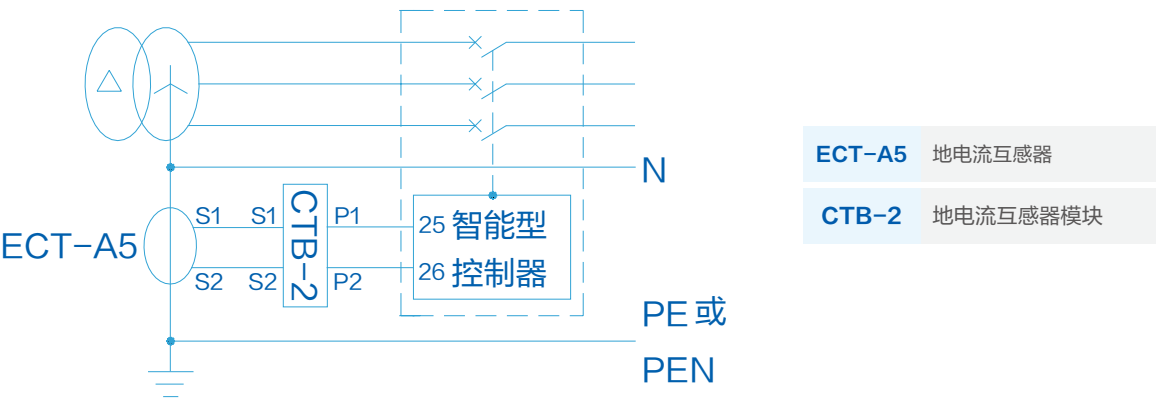 N
S1 S1 CTB-2 P1 25 智能型
ECT-A5
S2 S2 P2 26 控制器
PE或
PEN
ECT-A5 地电流互感器
CTB-2 地电流互感器模块